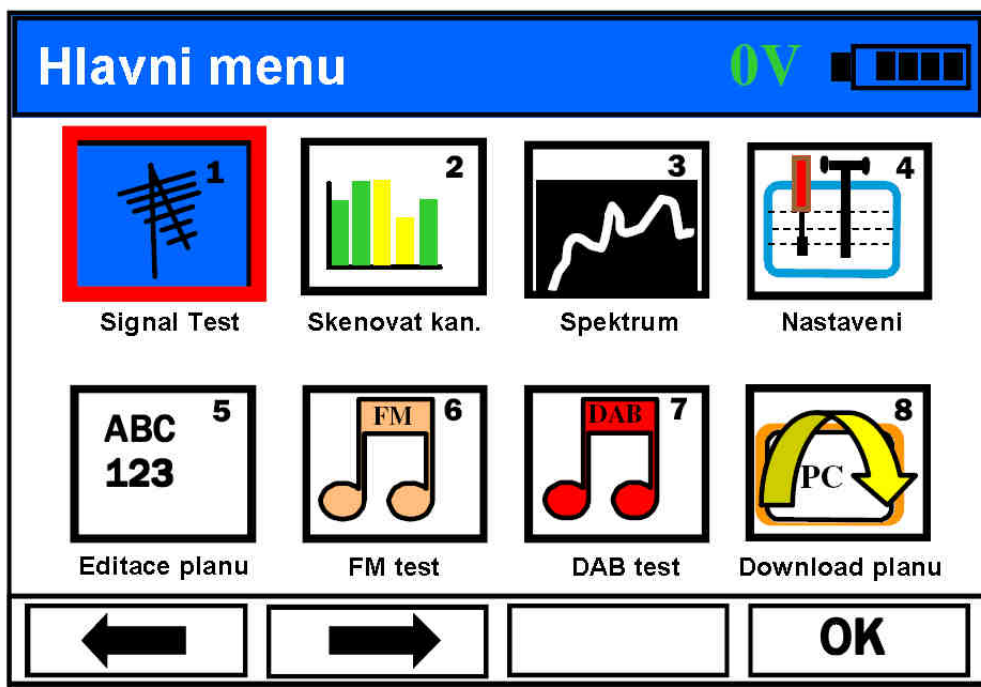 Hlavni menu 0V
1 2 3 4
Signal Test Skenovat kan. Spektrum Nastaveni
5 6 7 8
ABC FM DAB
123 PC
Editace planu FM test DAB test Download planu
OK